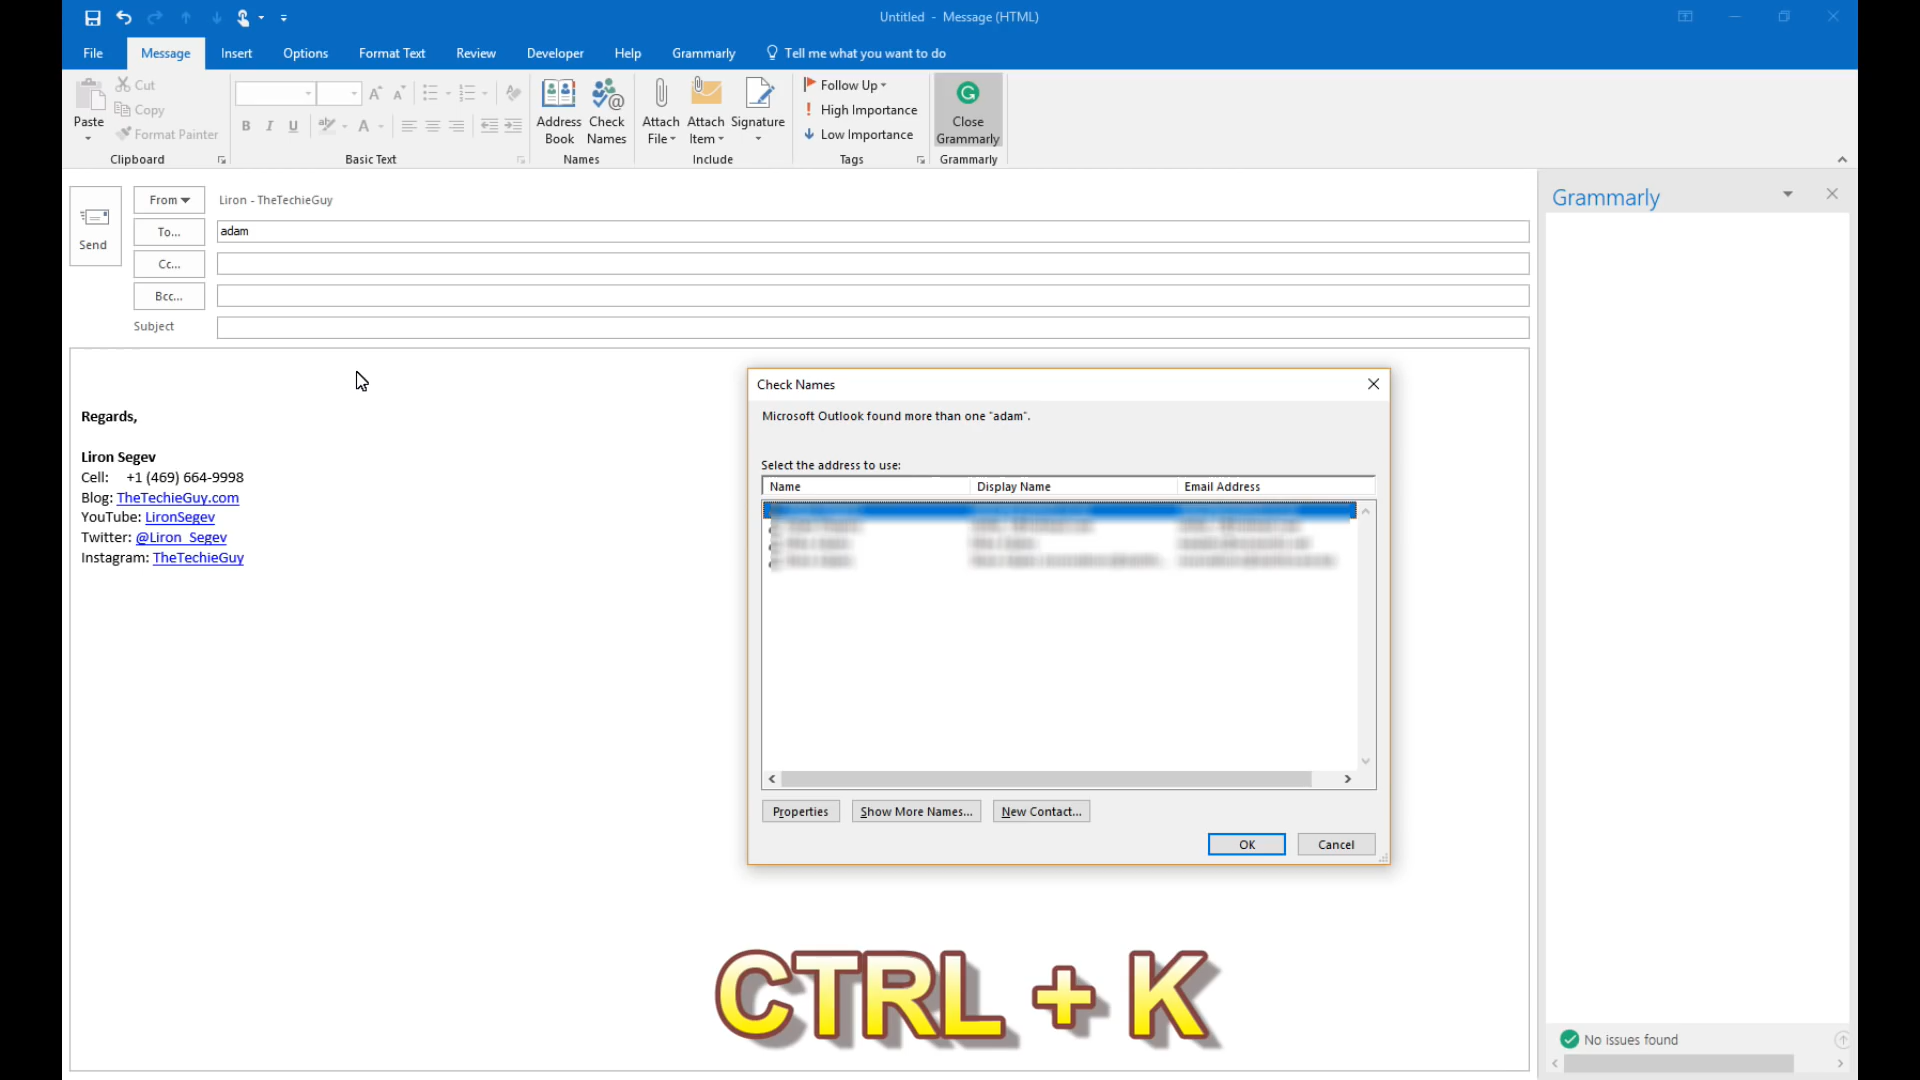 Untitled - Message (HTML)
File Message Insert Options Format Text Review Developer Help Grammarly Tell me what you want to do
Paste
Cut
Copy
Format Painter
Clipboard
B I U
Basic Text
Address Book
Check Names
Names
Attach File
Attach Item
Signature
Include
Follow Up
High Importance
Low Importance
Tags
Close Grammarly
Grammarly
Send
From Liron - TheTechieGuy
To... adam
Cc...
Bcc...
Subject
Regards,
Liron Segev
Cell: +1 (469) 664-9998
Blog: TheTechieGuy.com
YouTube: LironSegev
Twitter: @Liron_Segev
Instagram: TheTechieGuy
Check Names
Microsoft Outlook found more than one "adam".
Select the address to use:
Name Display Name Email Address
Properties Show More Names... New Contact...
OK Cancel
CTRL + K
Grammarly
No issues found